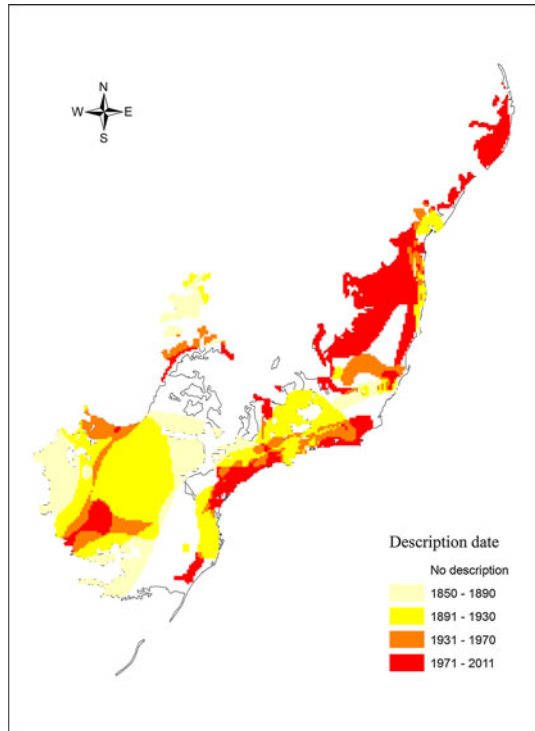 N
W E
S
Description date
No description
1850 - 1890
1891 - 1930
1931 - 1970
1971 - 2011